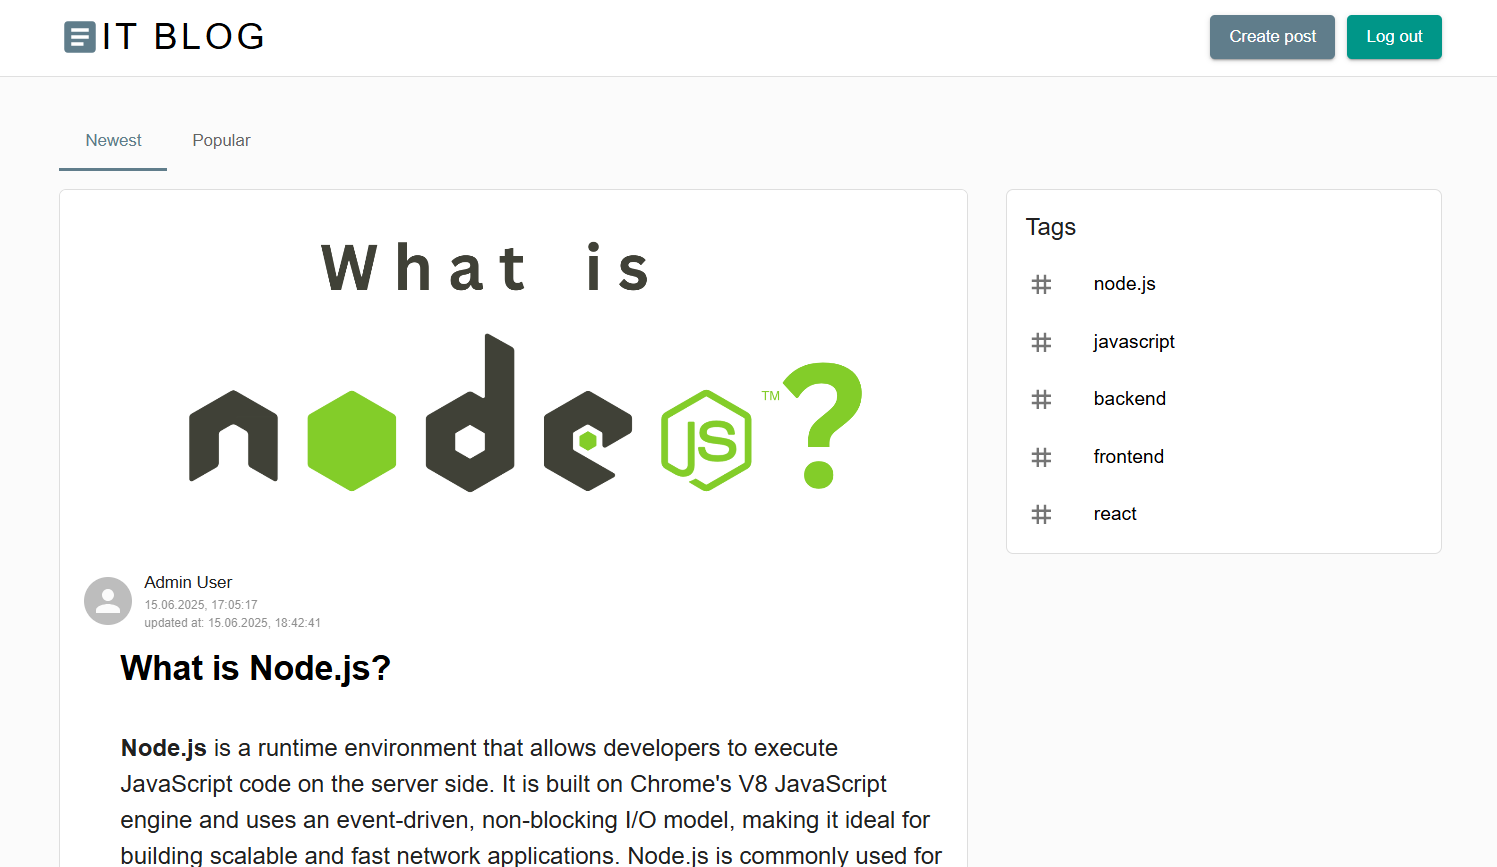 IT BLOG
Create post
Log out
Newest
Popular
What is
node JS ™ ?
Admin User
15.06.2025, 17:05:17
updated at: 15.06.2025, 18:42:41
What is Node.js?
Node.js is a runtime environment that allows developers to execute
JavaScript code on the server side. It is built on Chrome's V8 JavaScript
engine and uses an event-driven, non-blocking I/O model, making it ideal for
building scalable and fast network applications. Node.js is commonly used for
Tags
node.js
javascript
backend
frontend
react